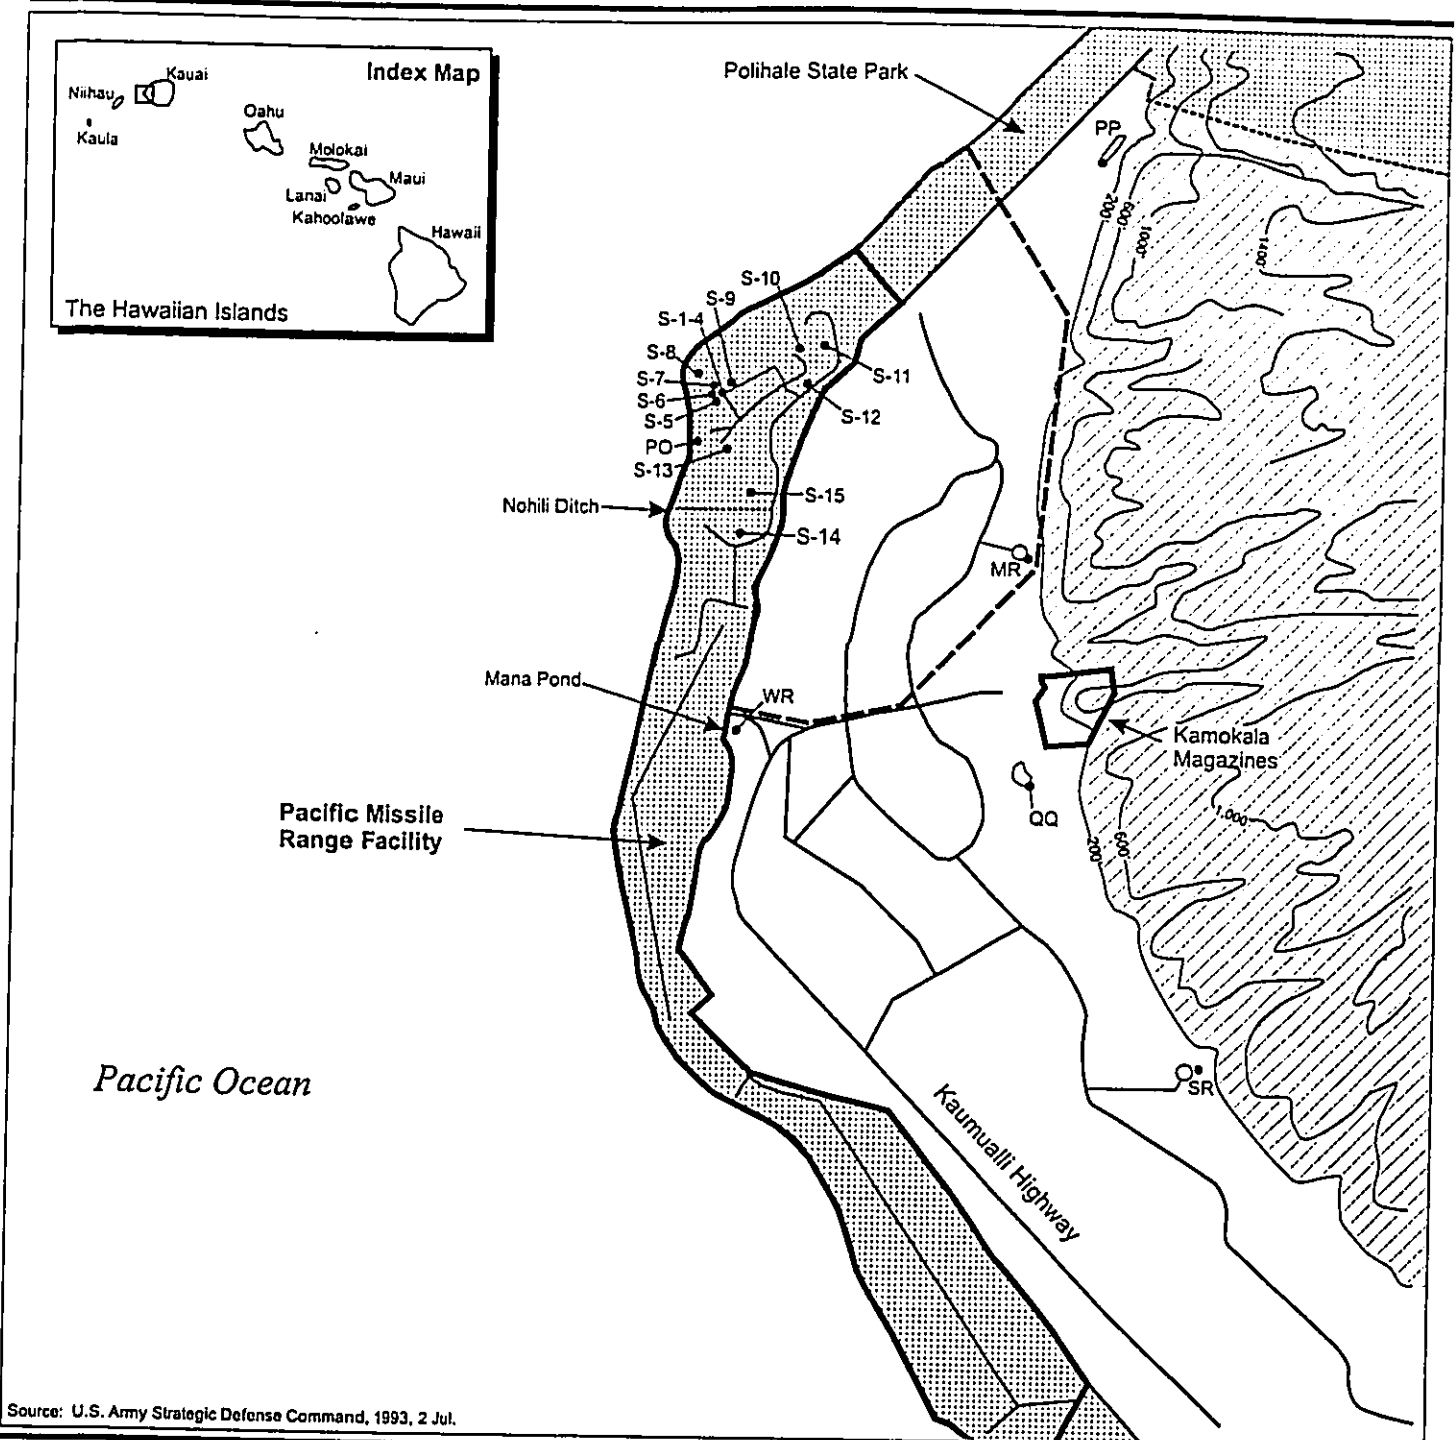 Index Map
Kauai
Niihau
Kaula
Oahu
Molokai
Lanai
Maui
Kahoolawe
Hawaii
The Hawaiian Islands
Polihale State Park
PP
200
600
1000
1400
S-10
S-9
S-1-4
S-8
S-7
S-6
S-5
PO
S-13
S-11
S-12
S-15
Nohili Ditch
S-14
MR
Mana Pond
WR
Kamokala
Magazines
QQ
1,000
200
600
Pacific Missile
Range Facility
Pacific Ocean
SR
Kaumualli Highway
Source: U.S. Army Strategic Defense Command, 1993, 2 Jul.